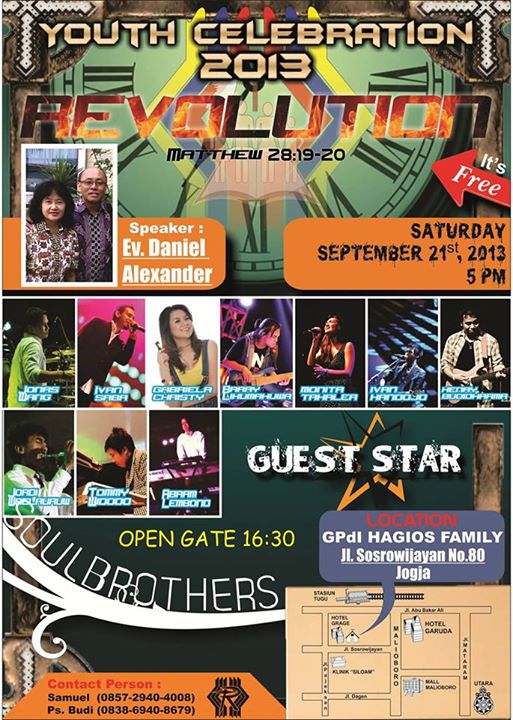 YOUTH CELEBRATION
2013
REVOLUTION
MATTHEW 28:19-20
It's
Free
Speaker :
Ev. Daniel
Alexander
SATURDAY
SEPTEMBER 21st, 2013
5 PM
JONAS
WANG
IVAN
SABA
GABRIELA
CHRISTY
BARRY
LIKUMAHUWA
MONITA
TAHALEA
IVAN
HANDOJO
HENRY
BUDIDHARMA
JORDI
WAELAURUW
TOMMY
WIDODO
ABRAM
LEMBONO
GUEST STAR
OPEN GATE 16:30
SOULBROTHERS
LOCATION
GPdI HAGIOS FAMILY
Jl. Sosrowijayan No.80
Jogja
STASIUN
TUGU
Jl. Abu Bakar Ali
HOTEL
GRAGE
HOTEL
GARUDA
Jl. Sosrowijayan
MALIOBORO
JL.MATARAM
KLINIK "SILOAM"
MALL
MALIOBORO
Jl. Dagen
UTARA
Contact Person :
Samuel (0857-2940-4008)
Ps. Budi (0838-6940-8679)